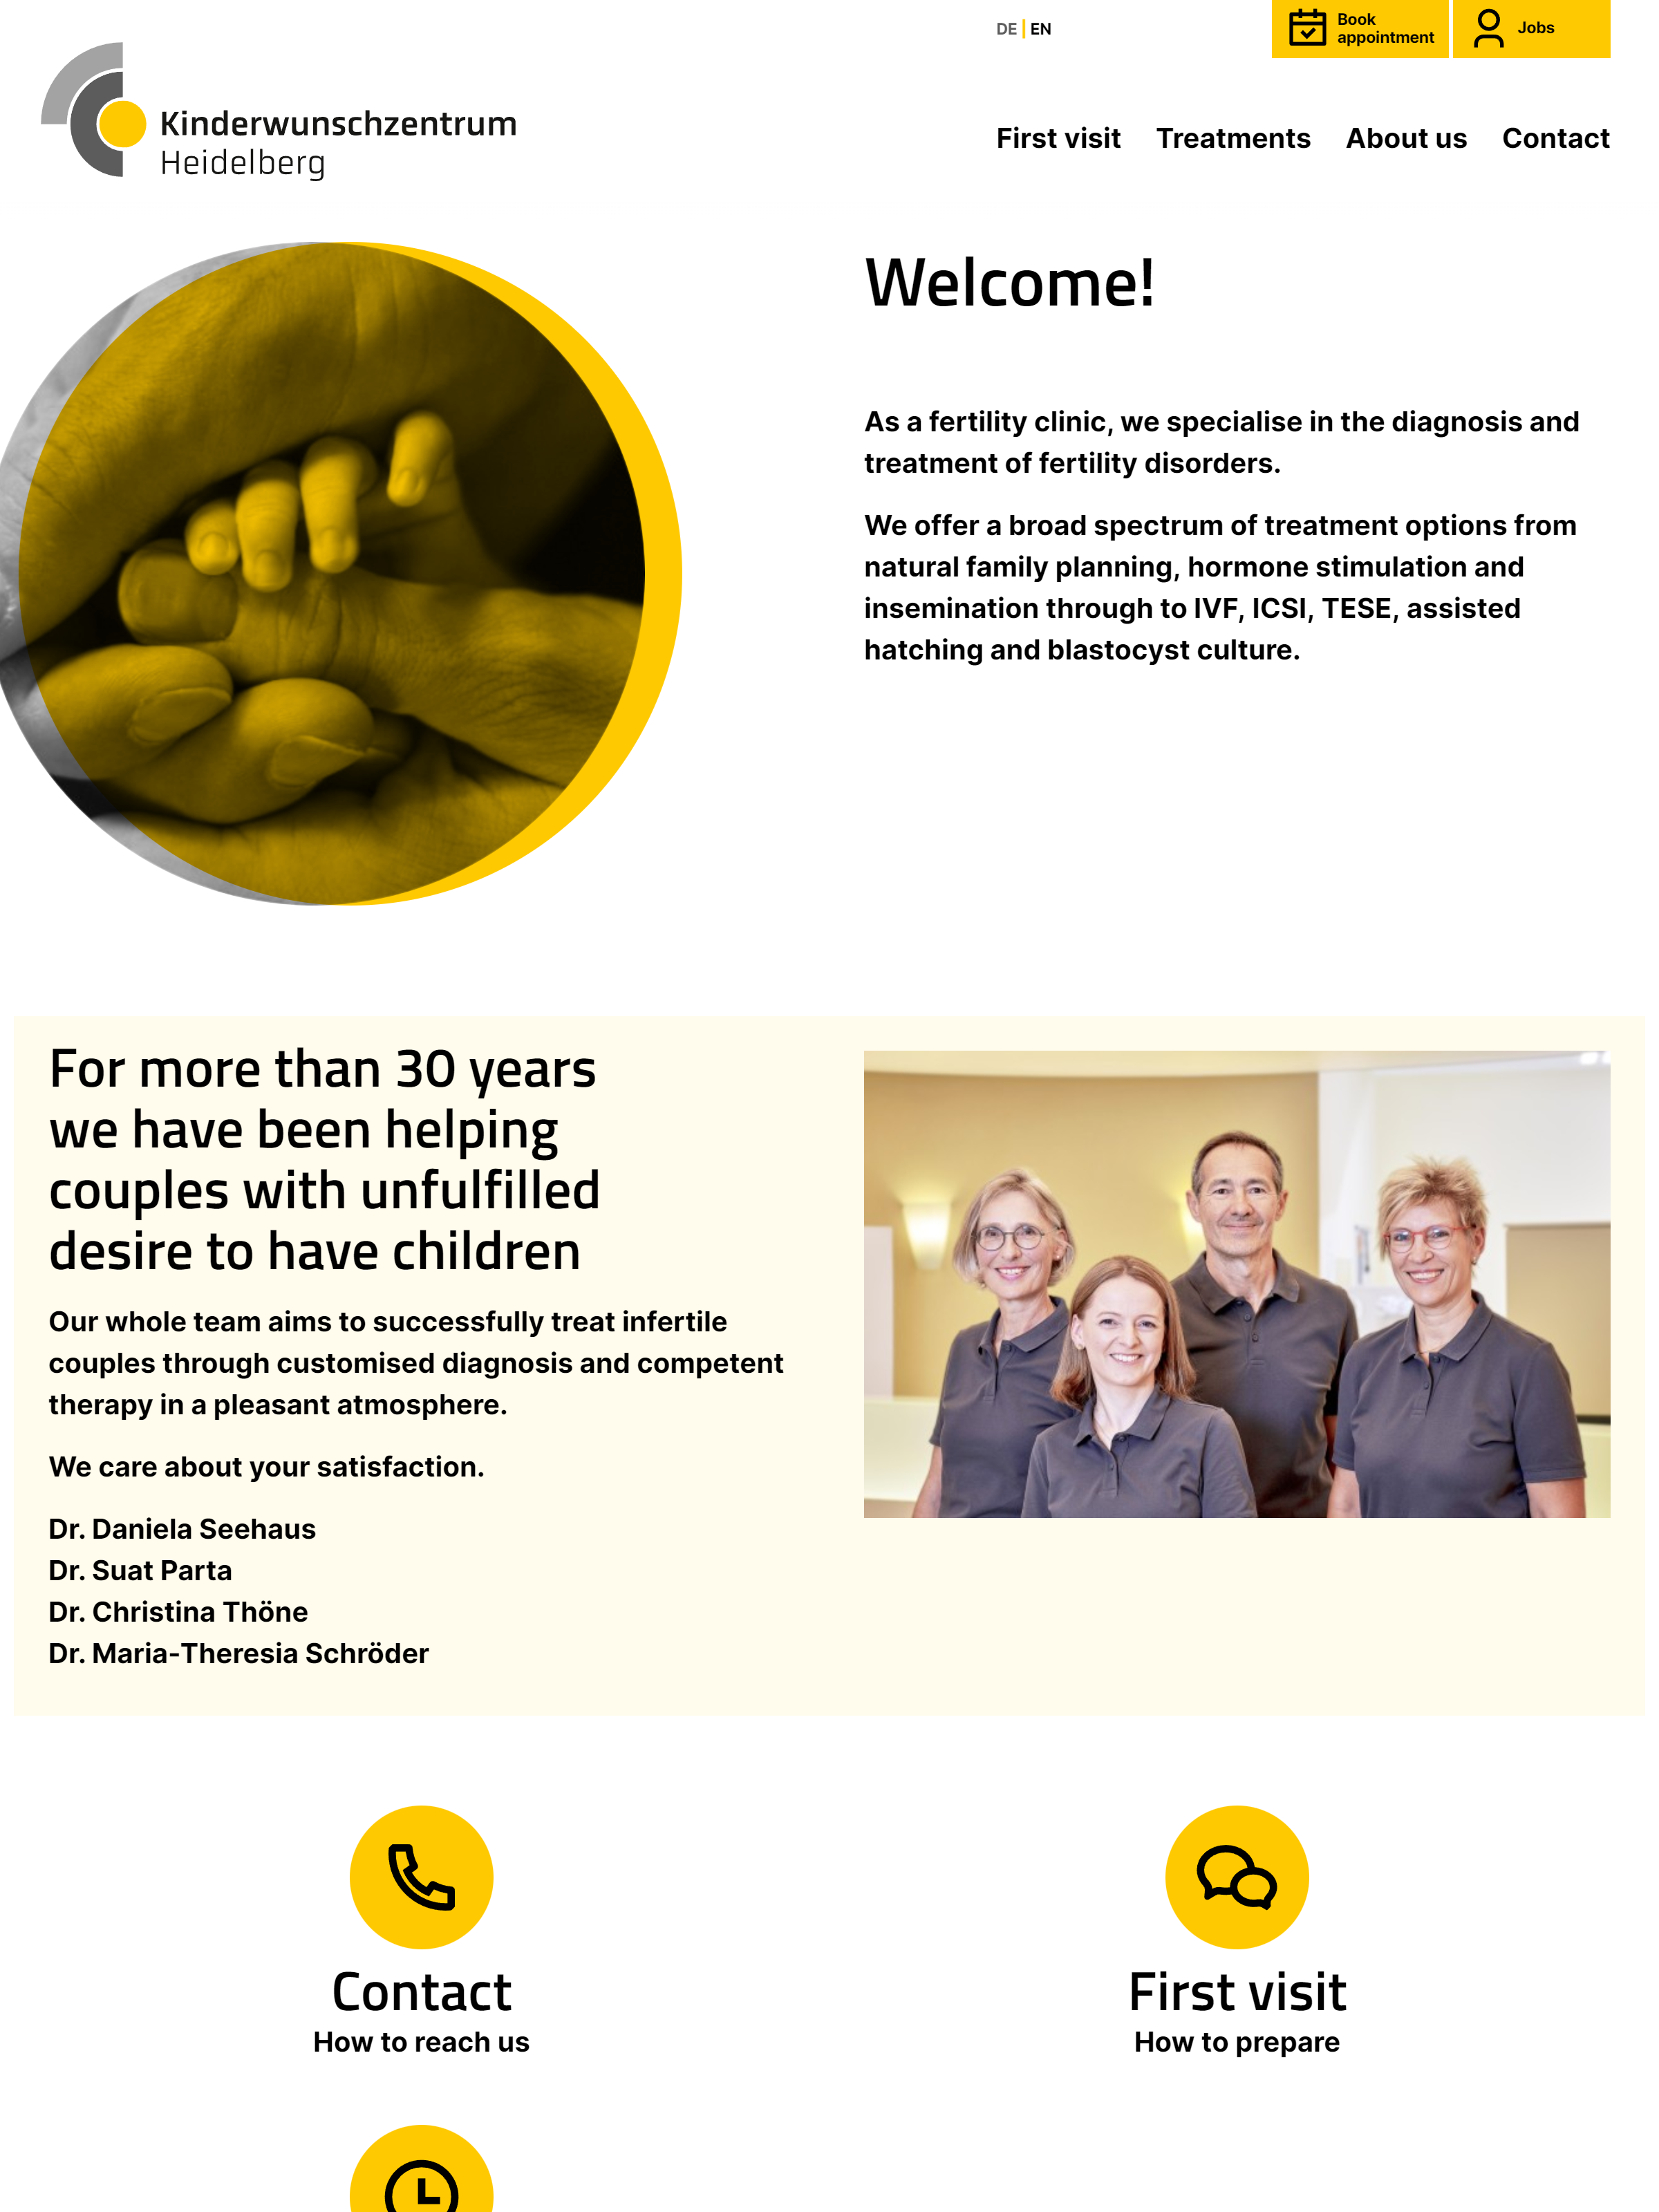 DE | EN
Book
appointment
Jobs
Kinderwunschzentrum
Heidelberg
First visit
Treatments
About us
Contact
Welcome!
As a fertility clinic, we specialise in the diagnosis and
treatment of fertility disorders.
We offer a broad spectrum of treatment options from
natural family planning, hormone stimulation and
insemination through to IVF, ICSI, TESE, assisted
hatching and blastocyst culture.
For more than 30 years
we have been helping
couples with unfulfilled
desire to have children
Our whole team aims to successfully treat infertile
couples through customised diagnosis and competent
therapy in a pleasant atmosphere.
We care about your satisfaction.
Dr. Daniela Seehaus
Dr. Suat Parta
Dr. Christina Thöne
Dr. Maria-Theresia Schröder
Contact
How to reach us
First visit
How to prepare